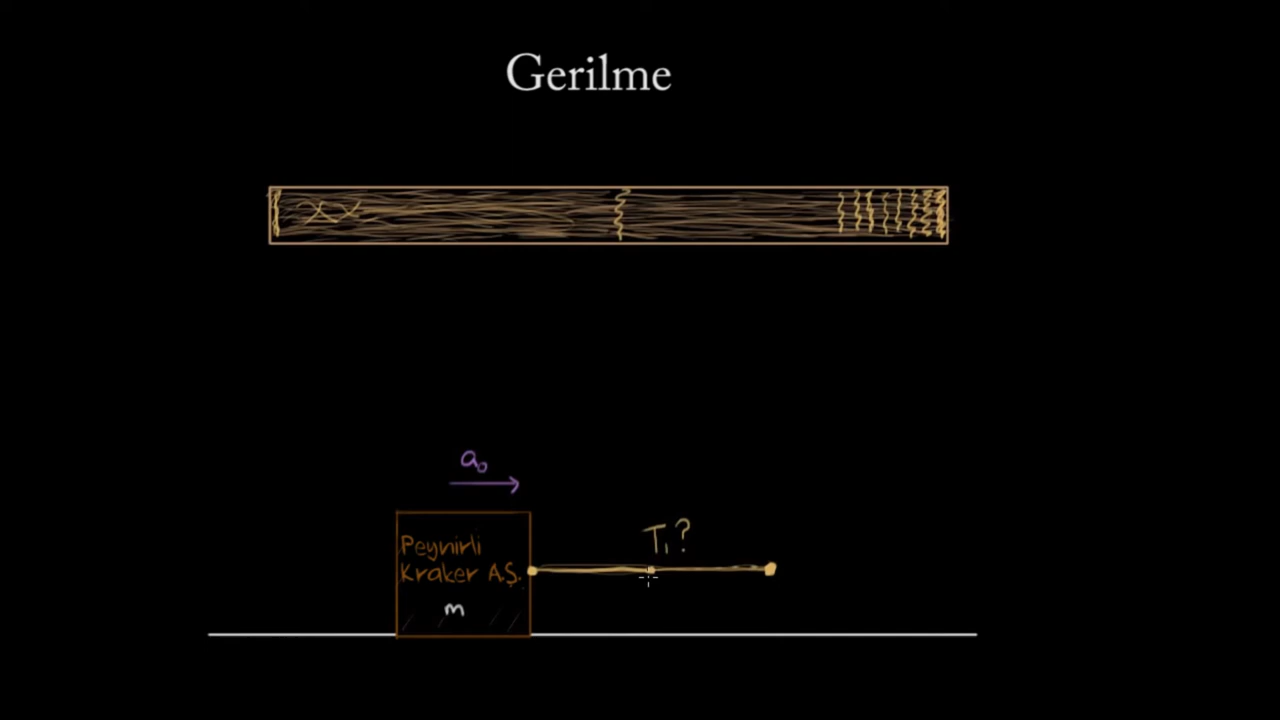 Gerilme
a₀
T₁?
Peynirli
Kraker A.Ş.
m